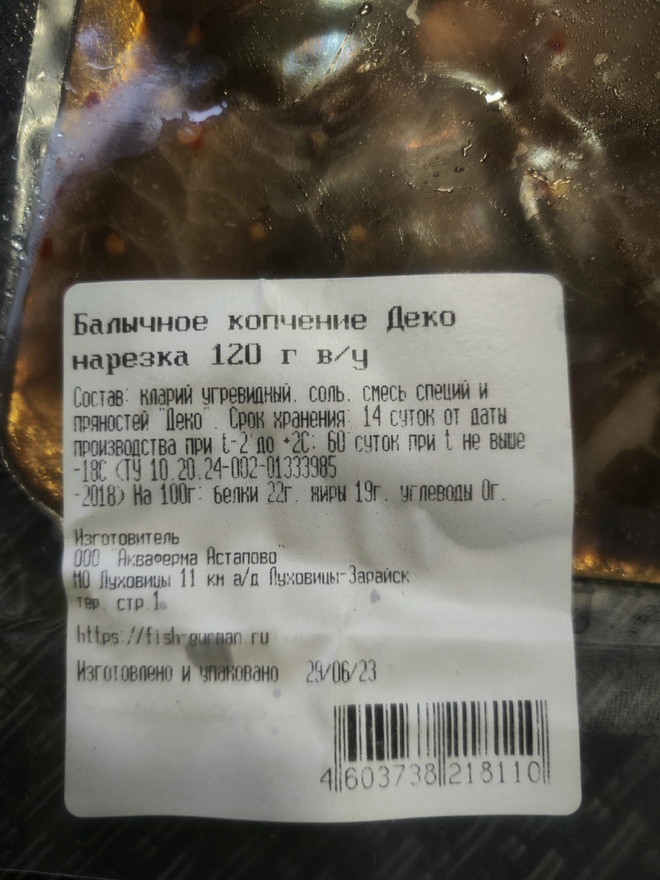 Балычное копчение Деко
нарезка 120 г в/у
Состав: кларий угревидный, соль, смесь специй и
пряностей "Деко". Срок хранения: 14 суток от даты
производства при t-2 до +2С; 60 суток при t не выше
-18С (ТУ 10.20.24-002-01333985
-2018) На 100г: белки 22г. жиры 19г. углеводы 0г.
Изготовитель
ООО "Акваферма Астапово"
МО Луховицы 11 км а/д Луховицы-Зарайск
тер. стр.1.
https://fish-gurman.ru
Изготовлено и упаковано 29/06/23
4 603738 218110